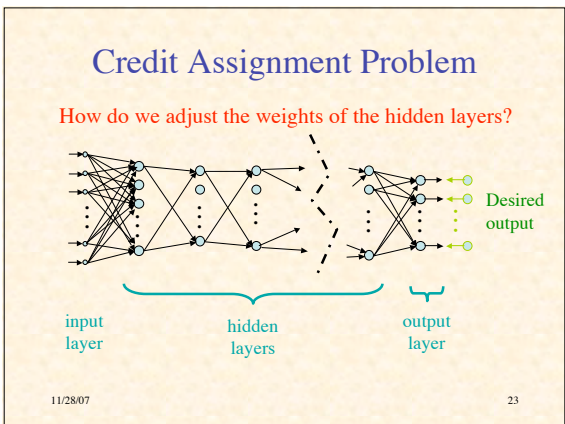 Credit Assignment Problem
How do we adjust the weights of the hidden layers?
Desired
output
input
layer
hidden
layers
output
layer
11/28/07
23